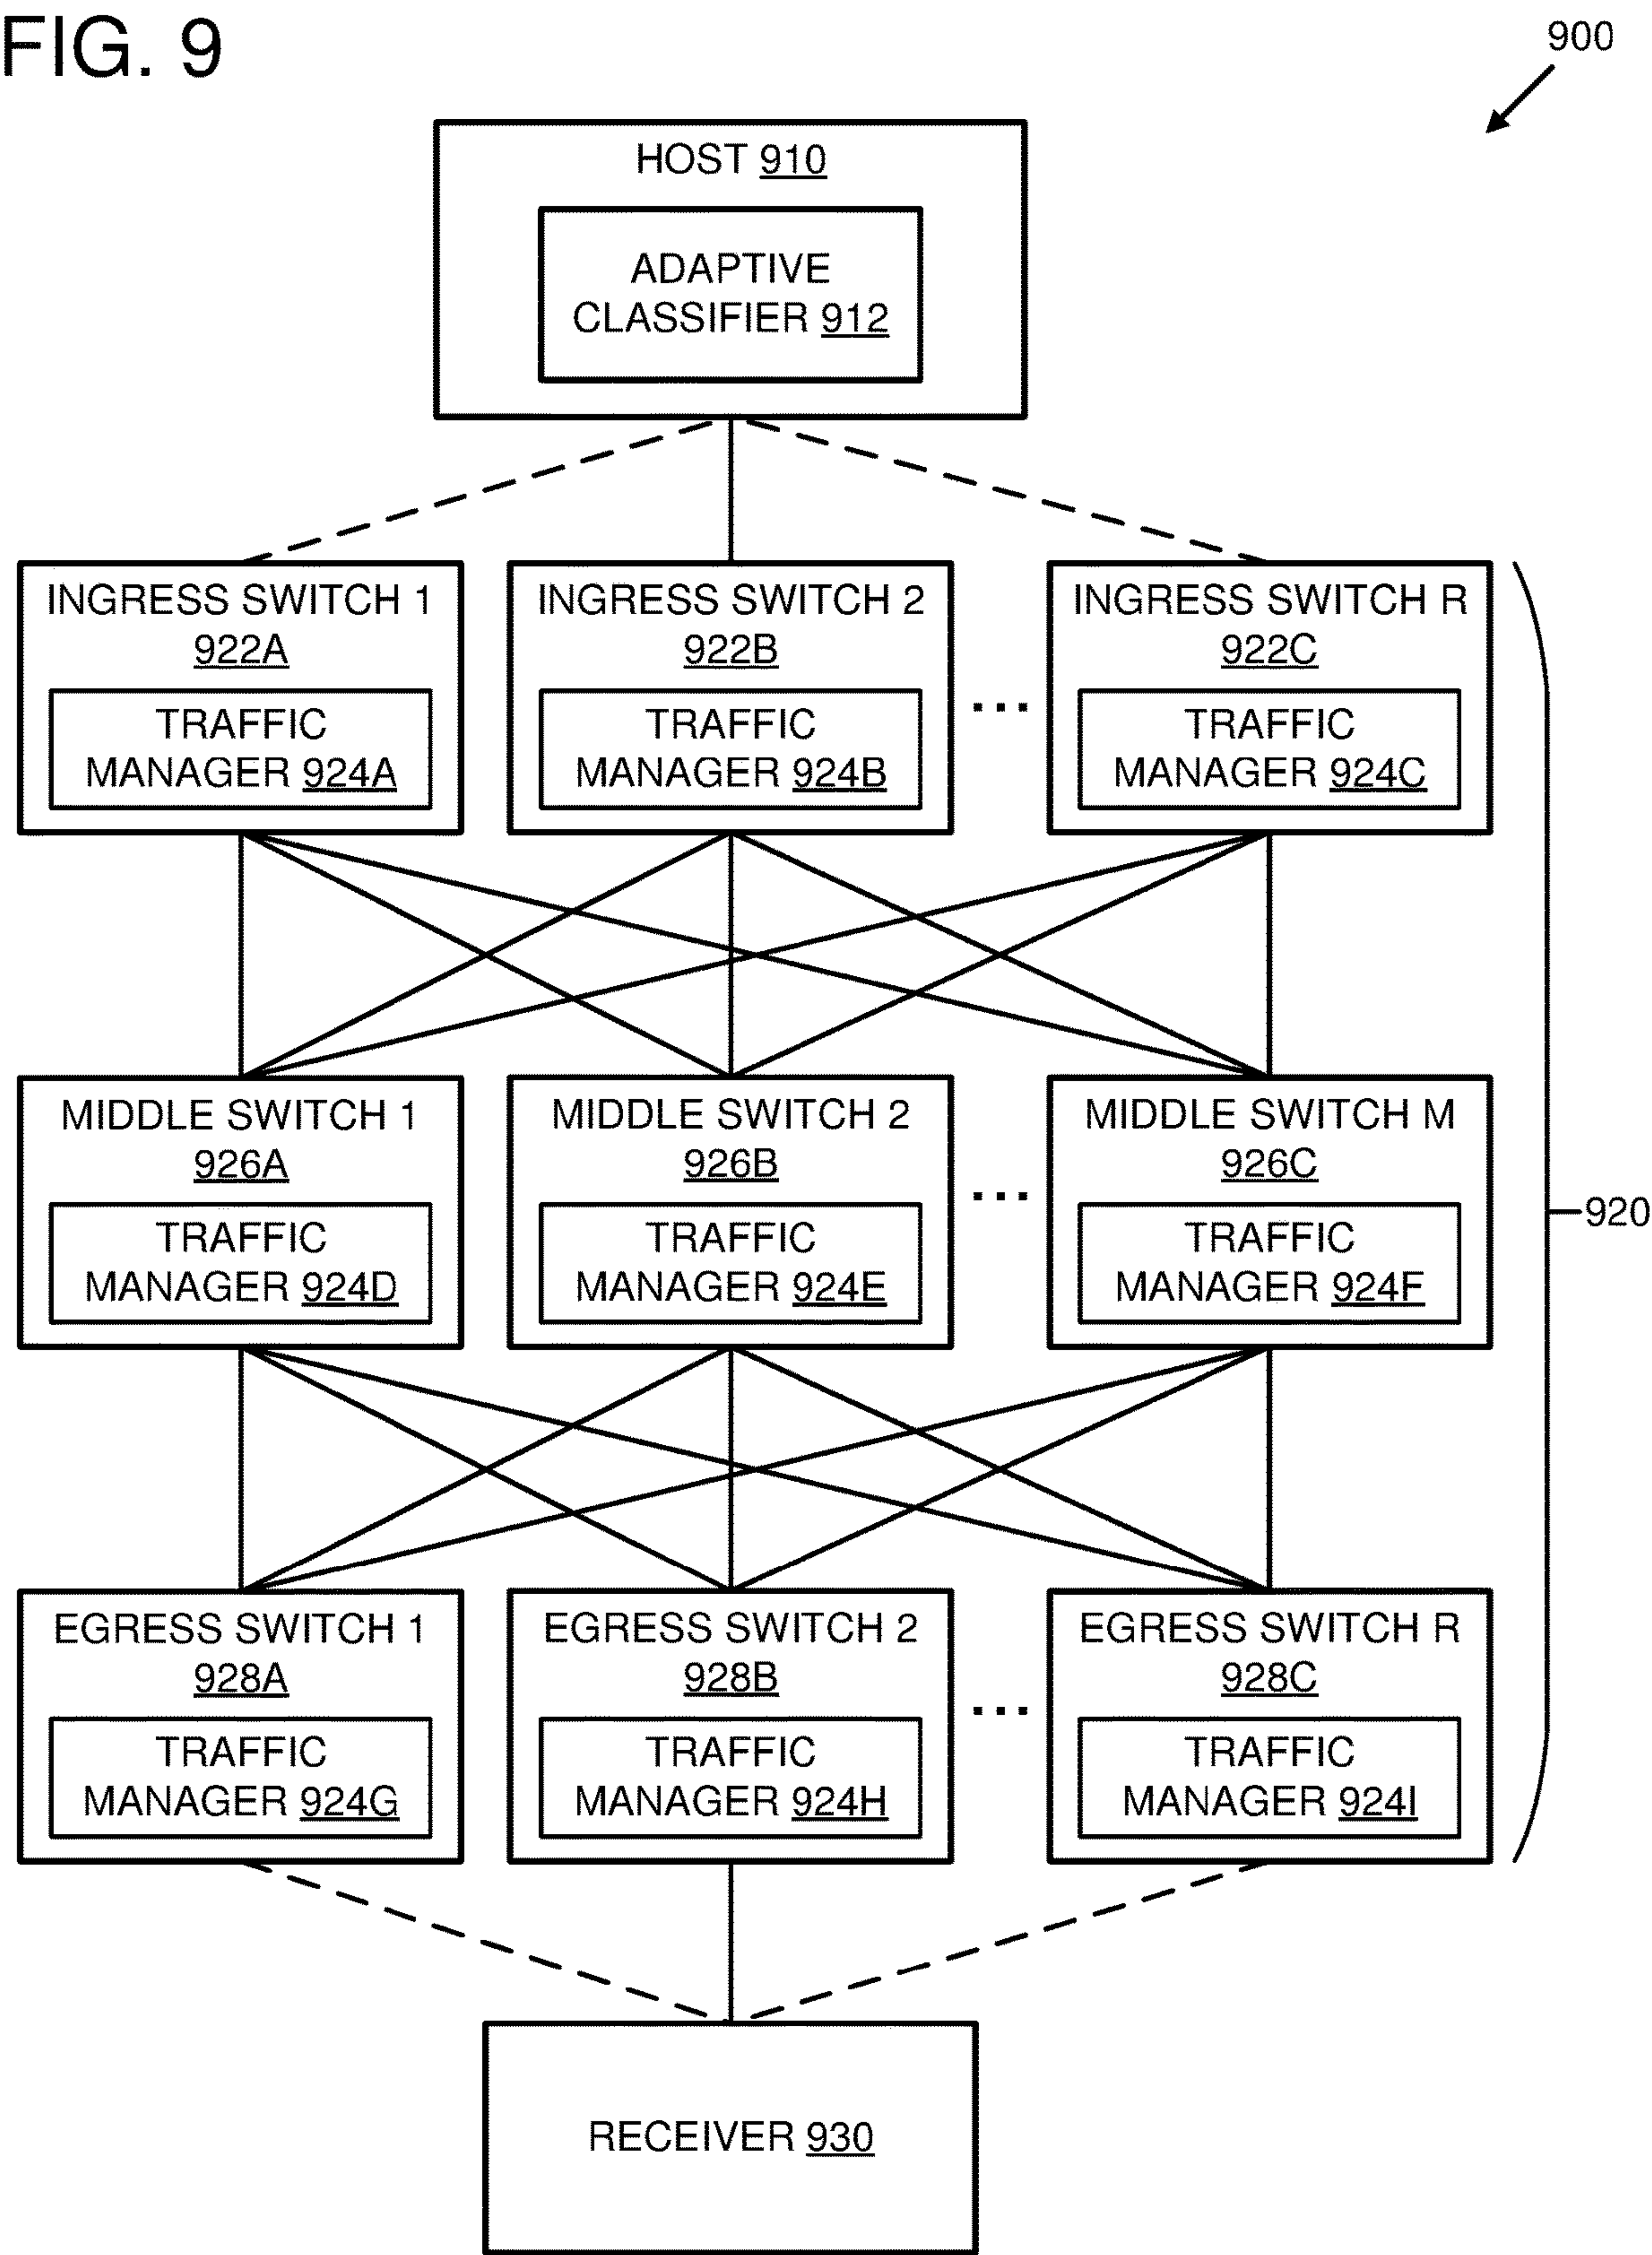 FIG. 9
900
HOST 910
ADAPTIVE
CLASSIFIER 912
INGRESS SWITCH 1
922A
TRAFFIC
MANAGER 924A
INGRESS SWITCH 2
922B
TRAFFIC
MANAGER 924B
...
INGRESS SWITCH R
922C
TRAFFIC
MANAGER 924C
MIDDLE SWITCH 1
926A
TRAFFIC
MANAGER 924D
MIDDLE SWITCH 2
926B
TRAFFIC
MANAGER 924E
...
MIDDLE SWITCH M
926C
TRAFFIC
MANAGER 924F
920
EGRESS SWITCH 1
928A
TRAFFIC
MANAGER 924G
EGRESS SWITCH 2
928B
TRAFFIC
MANAGER 924H
...
EGRESS SWITCH R
928C
TRAFFIC
MANAGER 924I
RECEIVER 930